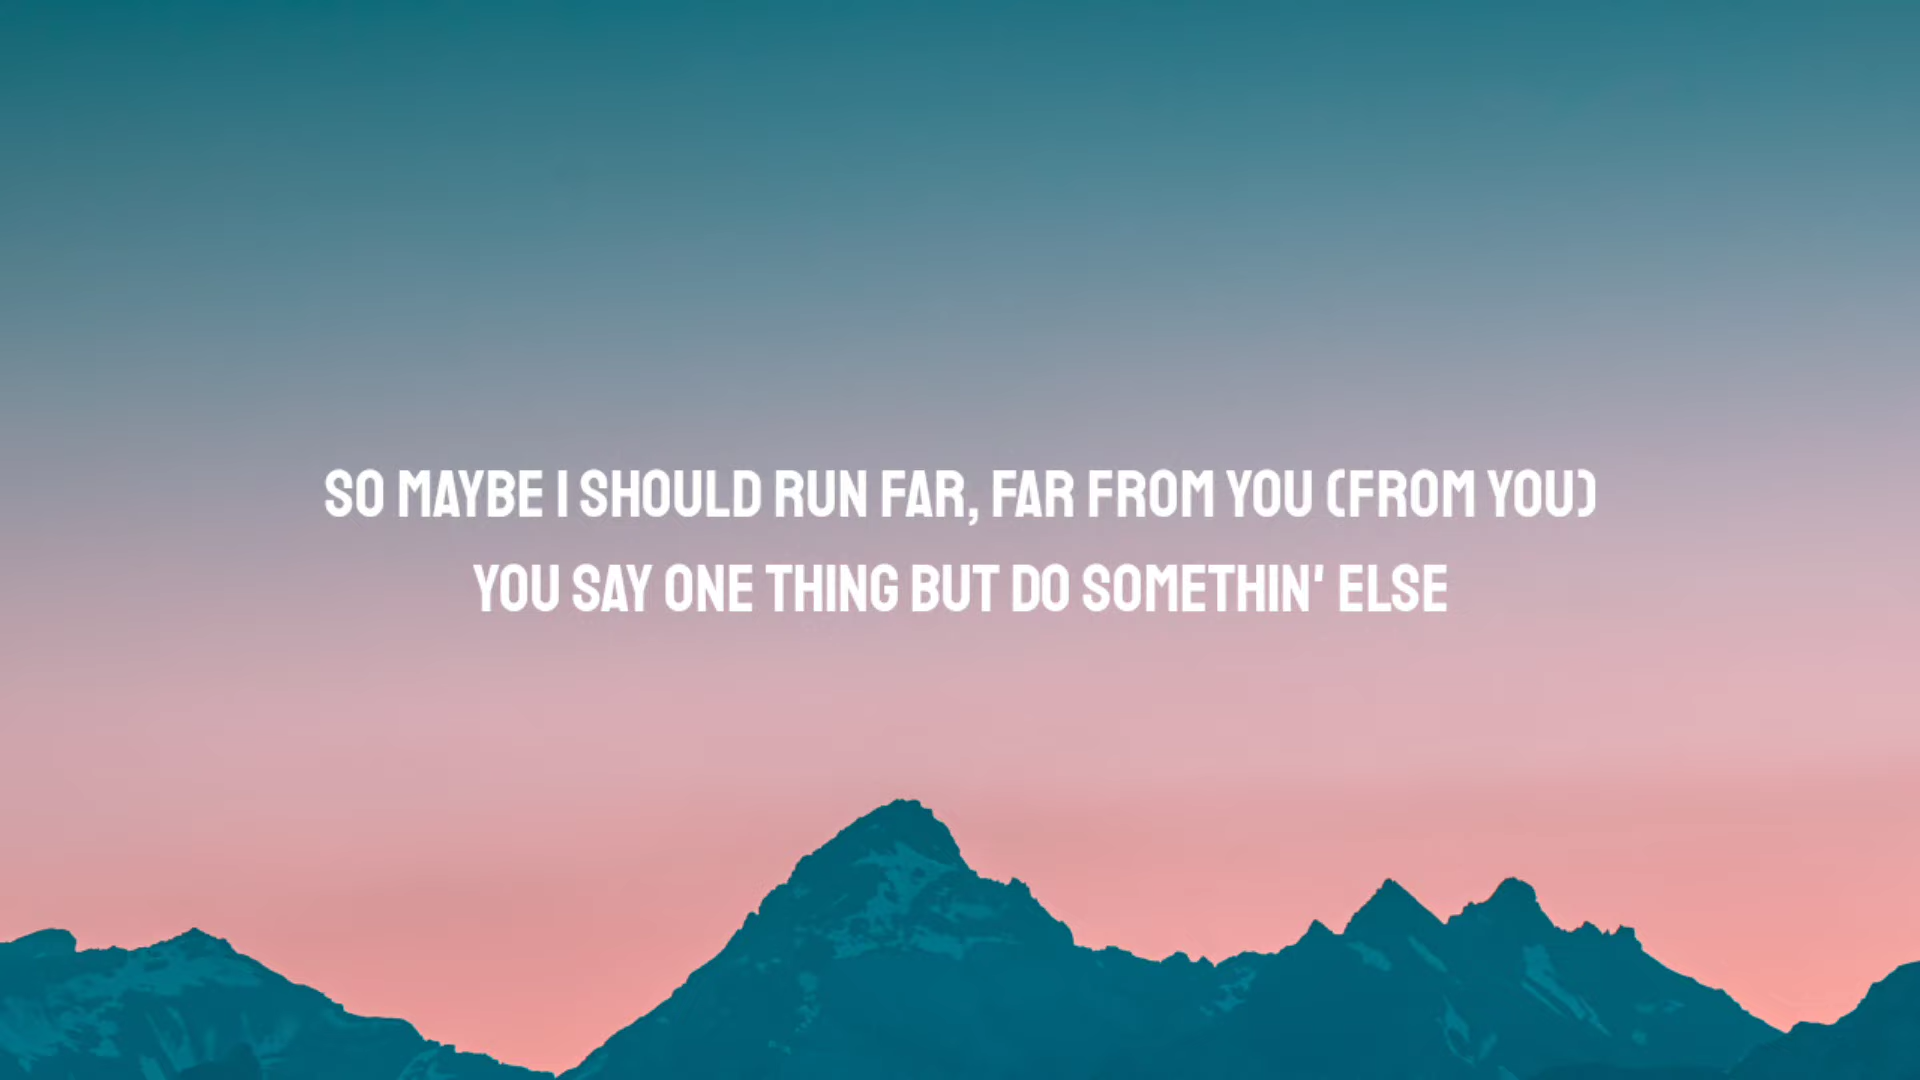 SO MAYBE I SHOULD RUN FAR, FAR FROM YOU (FROM YOU)
YOU SAY ONE THING BUT DO SOMETHIN' ELSE